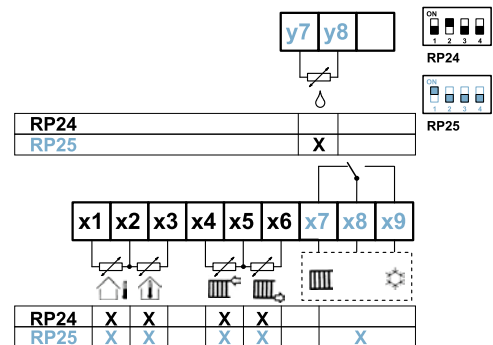 y7 y8
ON
1 2 3 4
RP24
ON
1 2 3 4
RP25
RP24
RP25 X
x1 x2 x3 x4 x5 x6 x7 x8 x9
RP24 X X X X
RP25 X X X X X